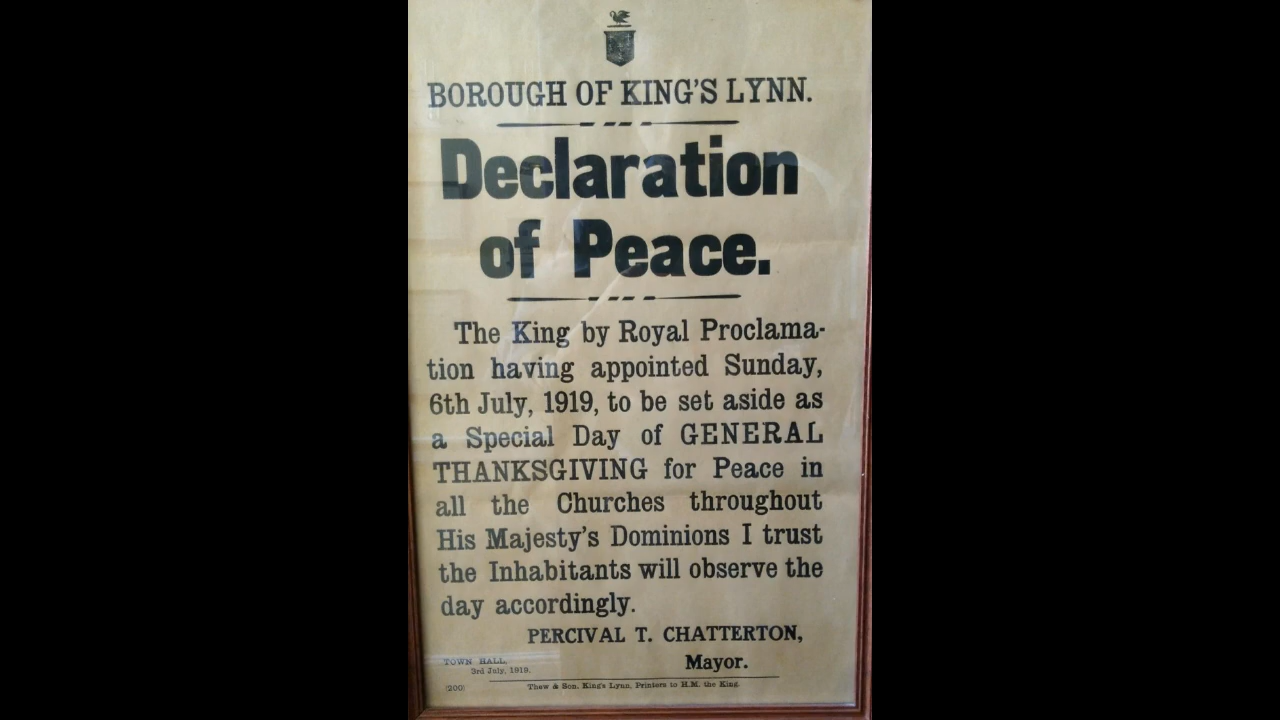 BOROUGH OF KING'S LYNN.
Declaration
of Peace.
The King by Royal Proclama-
tion having appointed Sunday,
6th July, 1919, to be set aside as
a Special Day of GENERAL
THANKSGIVING for Peace in
all the Churches throughout
His Majesty's Dominions I trust
the Inhabitants will observe the
day accordingly.
PERCIVAL T. CHATTERTON,
Mayor.
TOWN HALL,
3rd July, 1919.
(200)
Thew & Son, King's Lynn, Printers to H.M. the King.